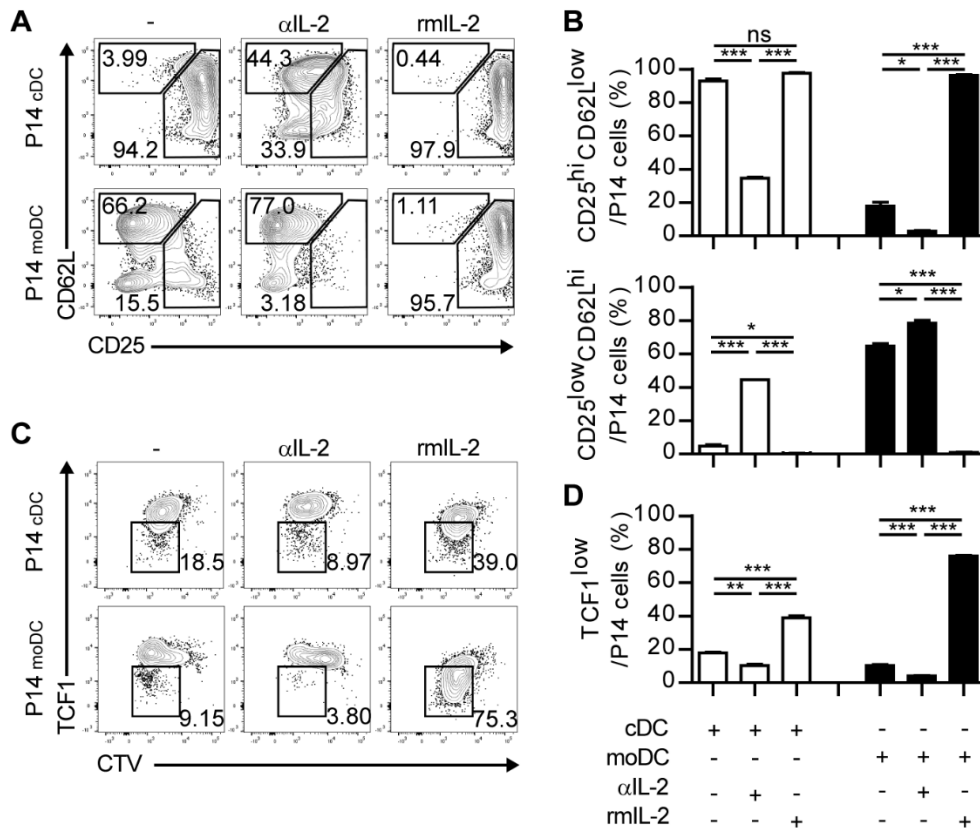 A
- αIL-2 rmIL-2
P14 cDC
3.99 44.3 0.44
94.2 33.9 97.9
P14 moDC
66.2 77.0 1.11
15.5 3.18 95.7
CD62L
CD25
B
ns
*** ***
***
* ***
CD25hiCD62Llow
/P14 cells (%)
100
80
60
40
20
0
*
*** ***
***
* ***
CD25lowCD62Lhi
/P14 cells (%)
100
80
60
40
20
0
C
- αIL-2 rmIL-2
P14 cDC
18.5 8.97 39.0
P14 moDC
9.15 3.80 75.3
TCF1
CTV
D
***
** ***
***
*** ***
TCF1low
/P14 cells (%)
100
80
60
40
20
0
cDC + + + - - -
moDC - - - + + +
αIL-2 - + - - + -
rmIL-2 - - + - - +